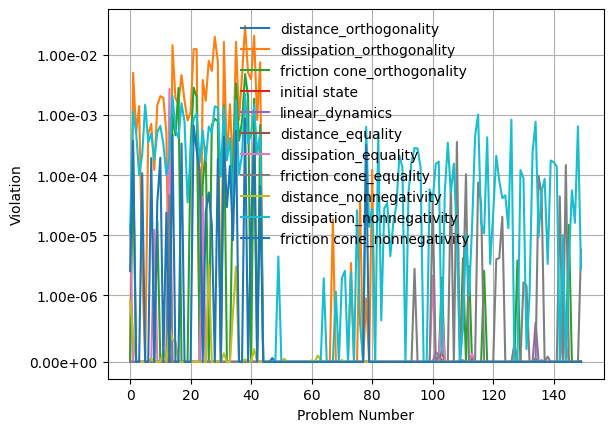 distance_orthogonality
dissipation_orthogonality
friction cone_orthogonality
initial state
linear_dynamics
distance_equality
dissipation_equality
friction cone_equality
distance_nonnegativity
dissipation_nonnegativity
friction cone_nonnegativity
1.00e-02
1.00e-03
1.00e-04
1.00e-05
1.00e-06
0.00e+00
Violation
0 20 40 60 80 100 120 140
Problem Number